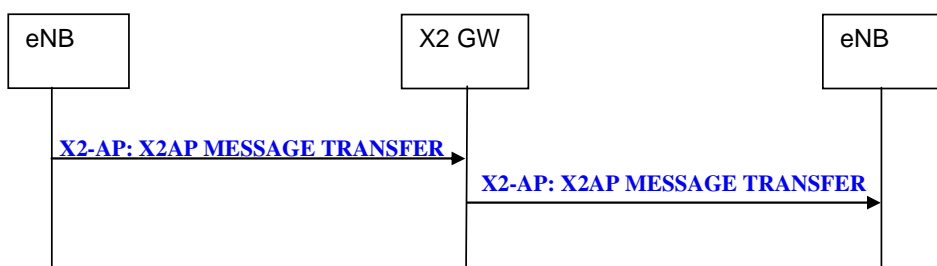 eNB
X2 GW
eNB
X2-AP: X2AP MESSAGE TRANSFER
X2-AP: X2AP MESSAGE TRANSFER